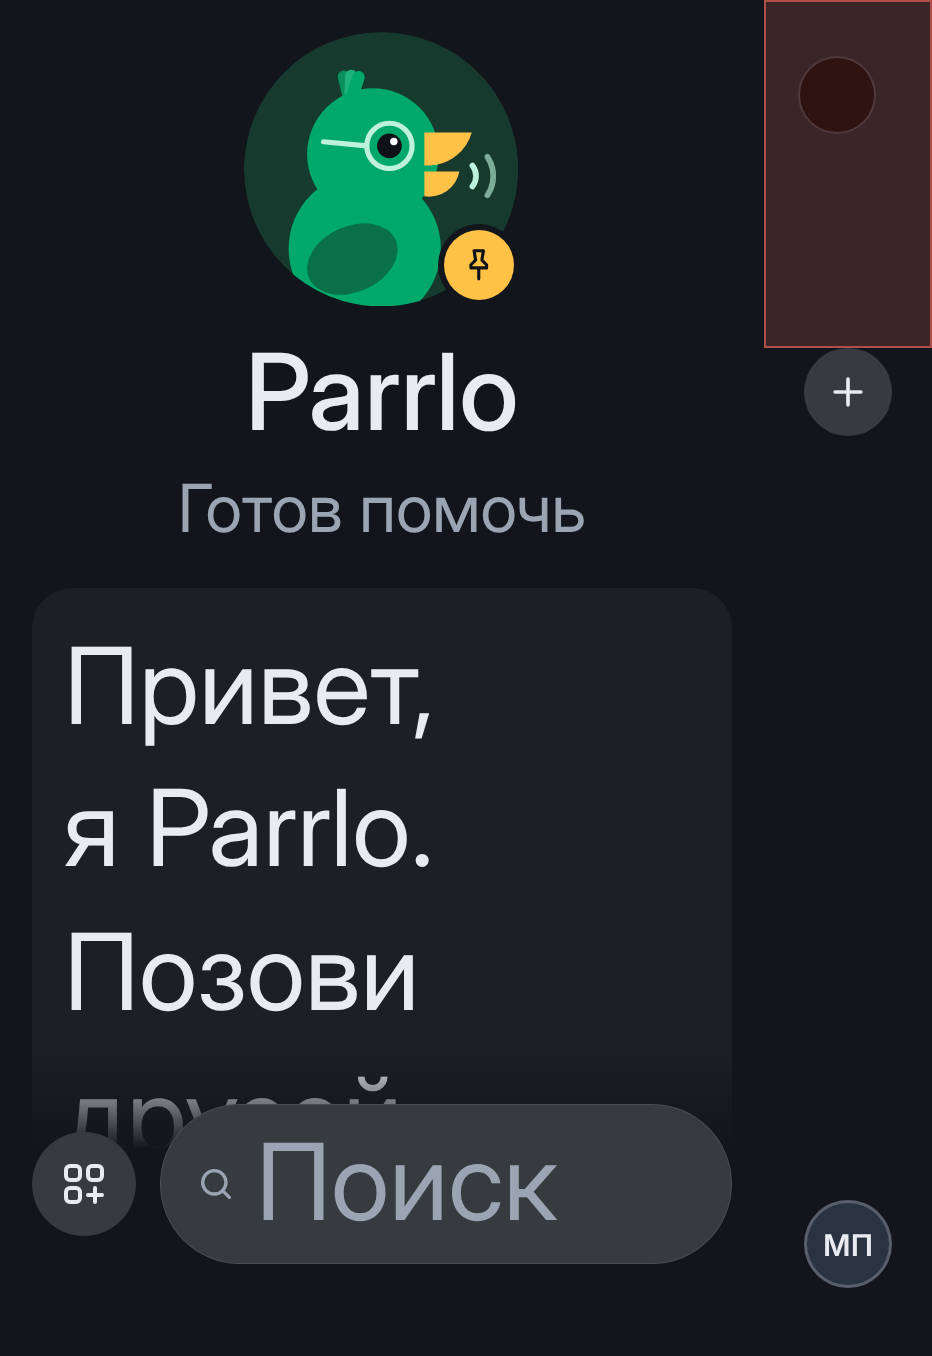 Parrlo
Готов помочь
Привет,
я Parrlo.
Позови
Поиск
МП